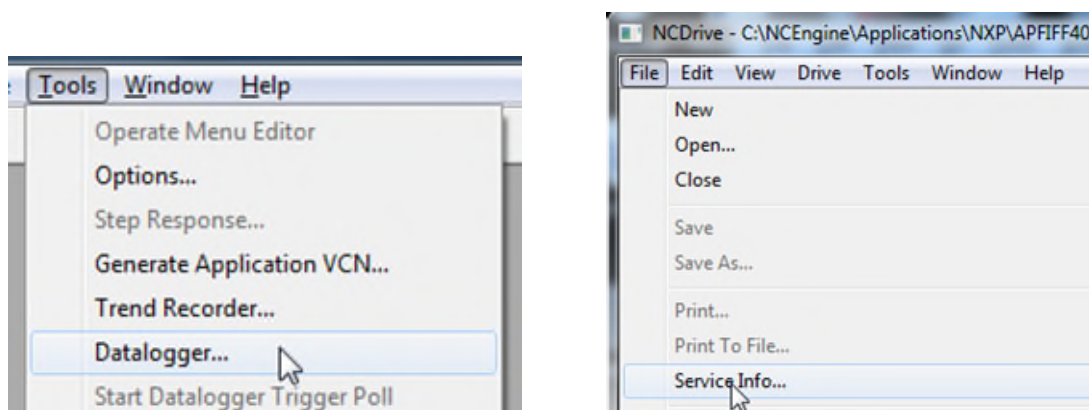 Tools Window Help
Operate Menu Editor
Options...
Step Response...
Generate Application VCN...
Trend Recorder...
Datalogger...
Start Datalogger Trigger Poll
NCDrive - C:\NCEngine\Applications\NXP\APFIFF40
File Edit View Drive Tools Window Help
New
Open...
Close
Save
Save As...
Print...
Print To File...
Service Info...